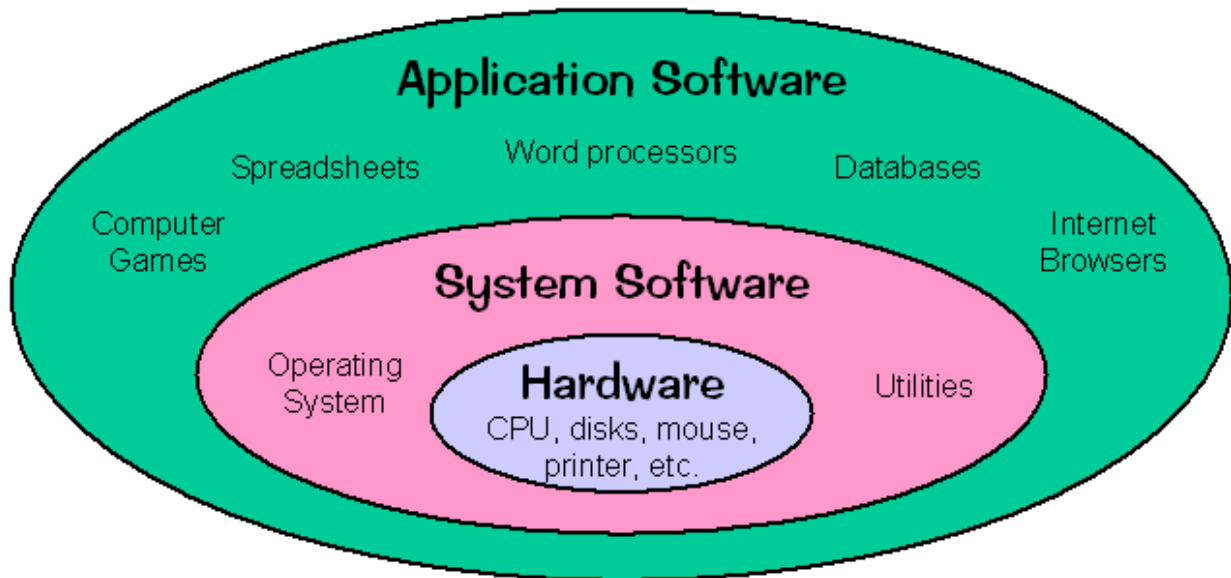 Application Software
Spreadsheets
Word processors
Databases
Computer
Games
Internet
Browsers
System Software
Operating
System
Hardware
CPU, disks, mouse,
printer, etc.
Utilities